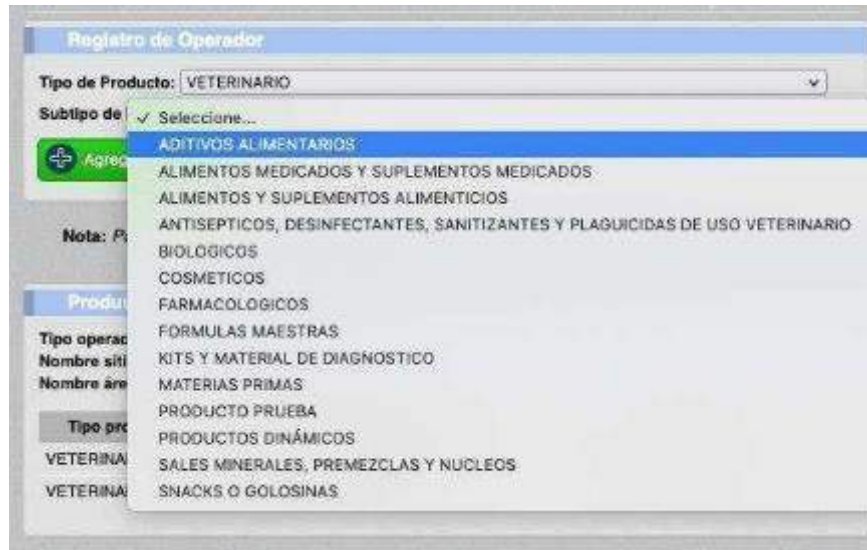 Registro de Operador
Tipo de Producto: VETERINARIO
Subtipo de
✓ Seleccione...
ADITIVOS ALIMENTARIOS
Agreg
ALIMENTOS MEDICADOS Y SUPLEMENTOS MEDICADOS
ALIMENTOS Y SUPLEMENTOS ALIMENTICIOS
ANTISEPTICOS, DESINFECTANTES, SANITIZANTES Y PLAGUICIDAS DE USO VETERINARIO
Nota: Pa
BIOLOGICOS
COSMETICOS
FARMACOLOGICOS
Produ
FORMULAS MAESTRAS
Tipo operad
KITS Y MATERIAL DE DIAGNOSTICO
Nombre siti
MATERIAS PRIMAS
Nombre áre
PRODUCTO PRUEBA
Tipo pro
PRODUCTOS DINÁMICOS
VETERINA
SALES MINERALES, PREMEZCLAS Y NUCLEOS
VETERINA
SNACKS O GOLOSINAS